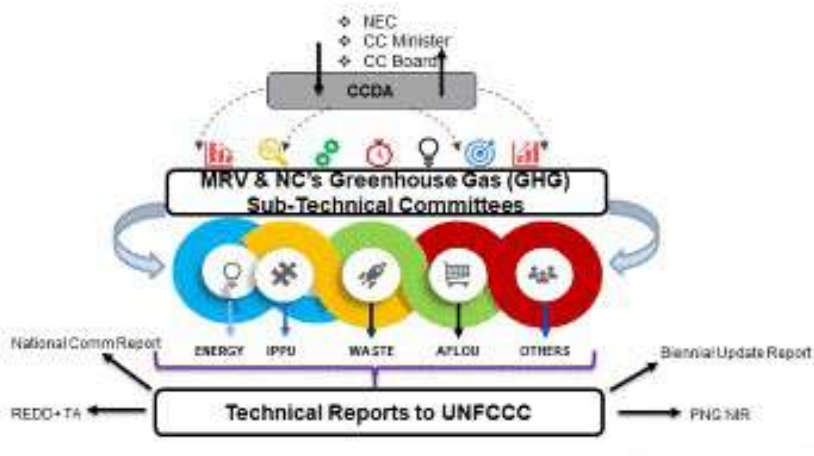 NEC
CC Minister
CC Board
CCDA
MRV & NC's Greenhouse Gas (GHG)
Sub-Technical Committees
ENERGY IPPU WASTE AFLOU OTHERS
National Comm Report
Biennial Update Report
REDD+ TA
Technical Reports to UNFCCC
PNG NIR